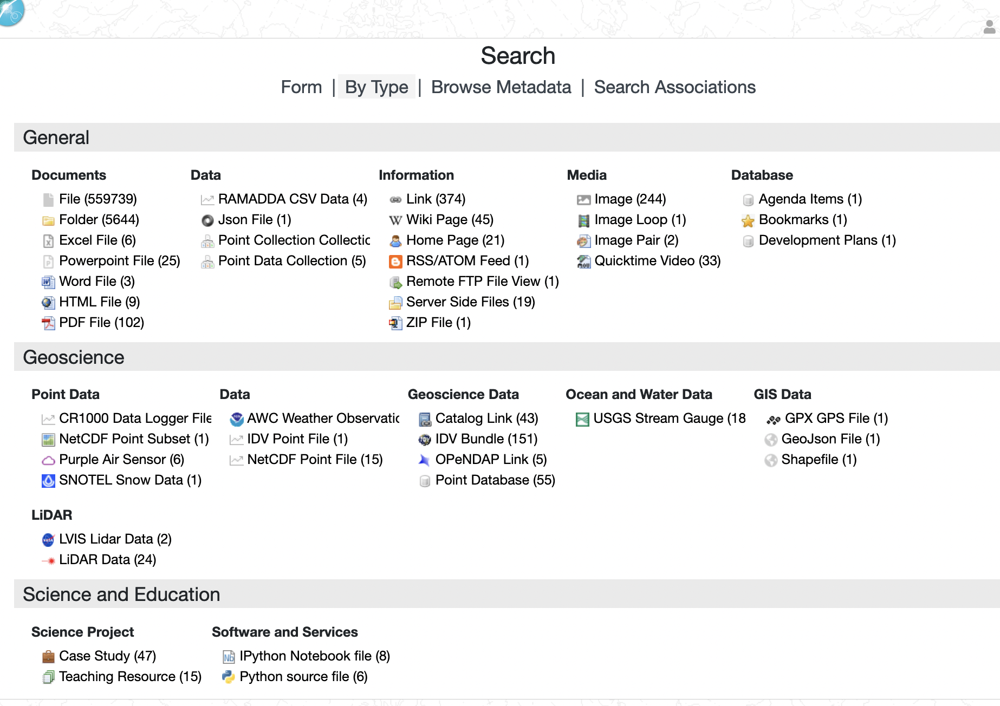 Search
Form | By Type | Browse Metadata | Search Associations
General
Documents
File (559739)
Folder (5644)
Excel File (6)
Powerpoint File (25)
Word File (3)
HTML File (9)
PDF File (102)
Data
RAMADDA CSV Data (4)
Json File (1)
Point Collection Collectic
Point Data Collection (5)
Information
Link (374)
Wiki Page (45)
Home Page (21)
RSS/ATOM Feed (1)
Remote FTP File View (1)
Server Side Files (19)
ZIP File (1)
Media
Image (244)
Image Loop (1)
Image Pair (2)
Quicktime Video (33)
Database
Agenda Items (1)
Bookmarks (1)
Development Plans (1)
Geoscience
Point Data
CR1000 Data Logger File
NetCDF Point Subset (1)
Purple Air Sensor (6)
SNOTEL Snow Data (1)
Data
AWC Weather Observatic
IDV Point File (1)
NetCDF Point File (15)
Geoscience Data
Catalog Link (43)
IDV Bundle (151)
OPeNDAP Link (5)
Point Database (55)
Ocean and Water Data
USGS Stream Gauge (18
GIS Data
GPX GPS File (1)
GeoJson File (1)
Shapefile (1)
LiDAR
LVIS Lidar Data (2)
LiDAR Data (24)
Science and Education
Science Project
Case Study (47)
Teaching Resource (15)
Software and Services
IPython Notebook file (8)
Python source file (6)